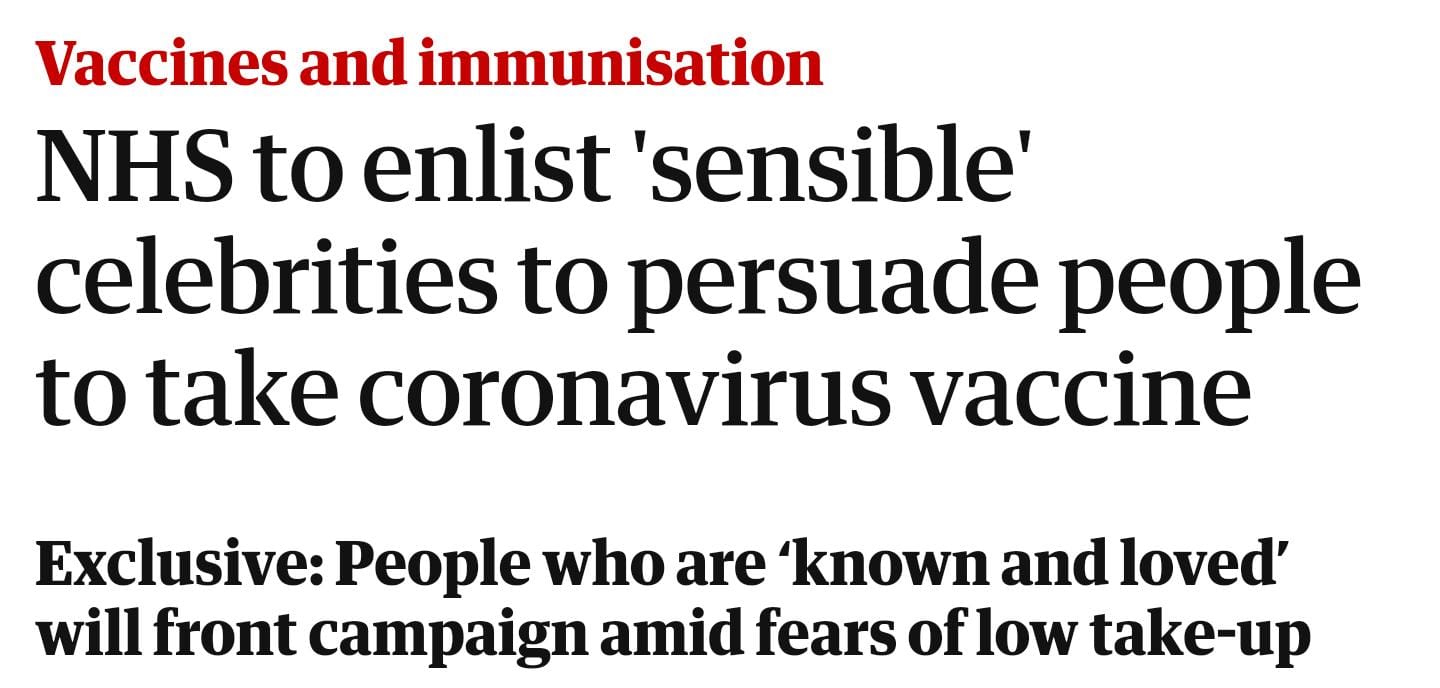 Vaccines and immunisation
NHS to enlist 'sensible'
celebrities to persuade people
to take coronavirus vaccine
Exclusive: People who are ‘known and loved’
will front campaign amid fears of low take-up